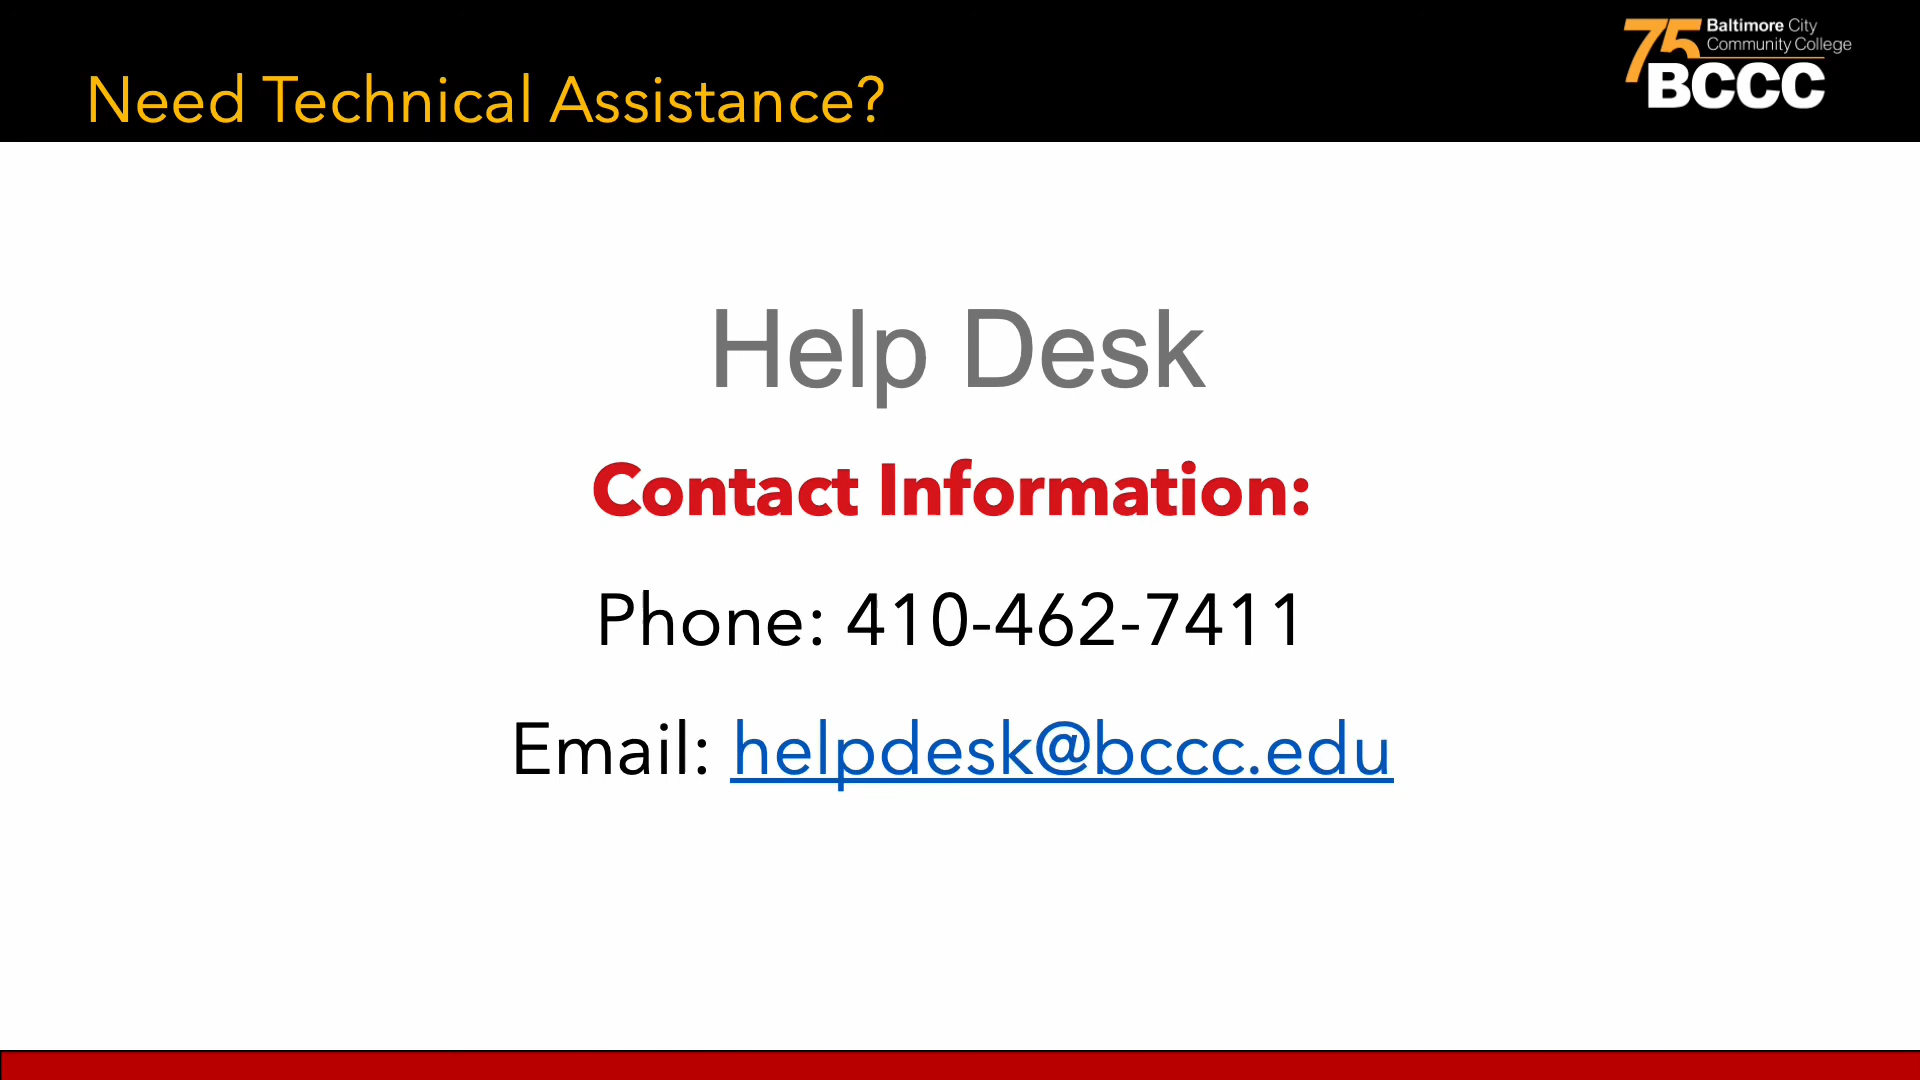 Need Technical Assistance?
75 Baltimore City
Community College
BCCC
Help Desk
Contact Information:
Phone: 410-462-7411
Email: helpdesk@bccc.edu